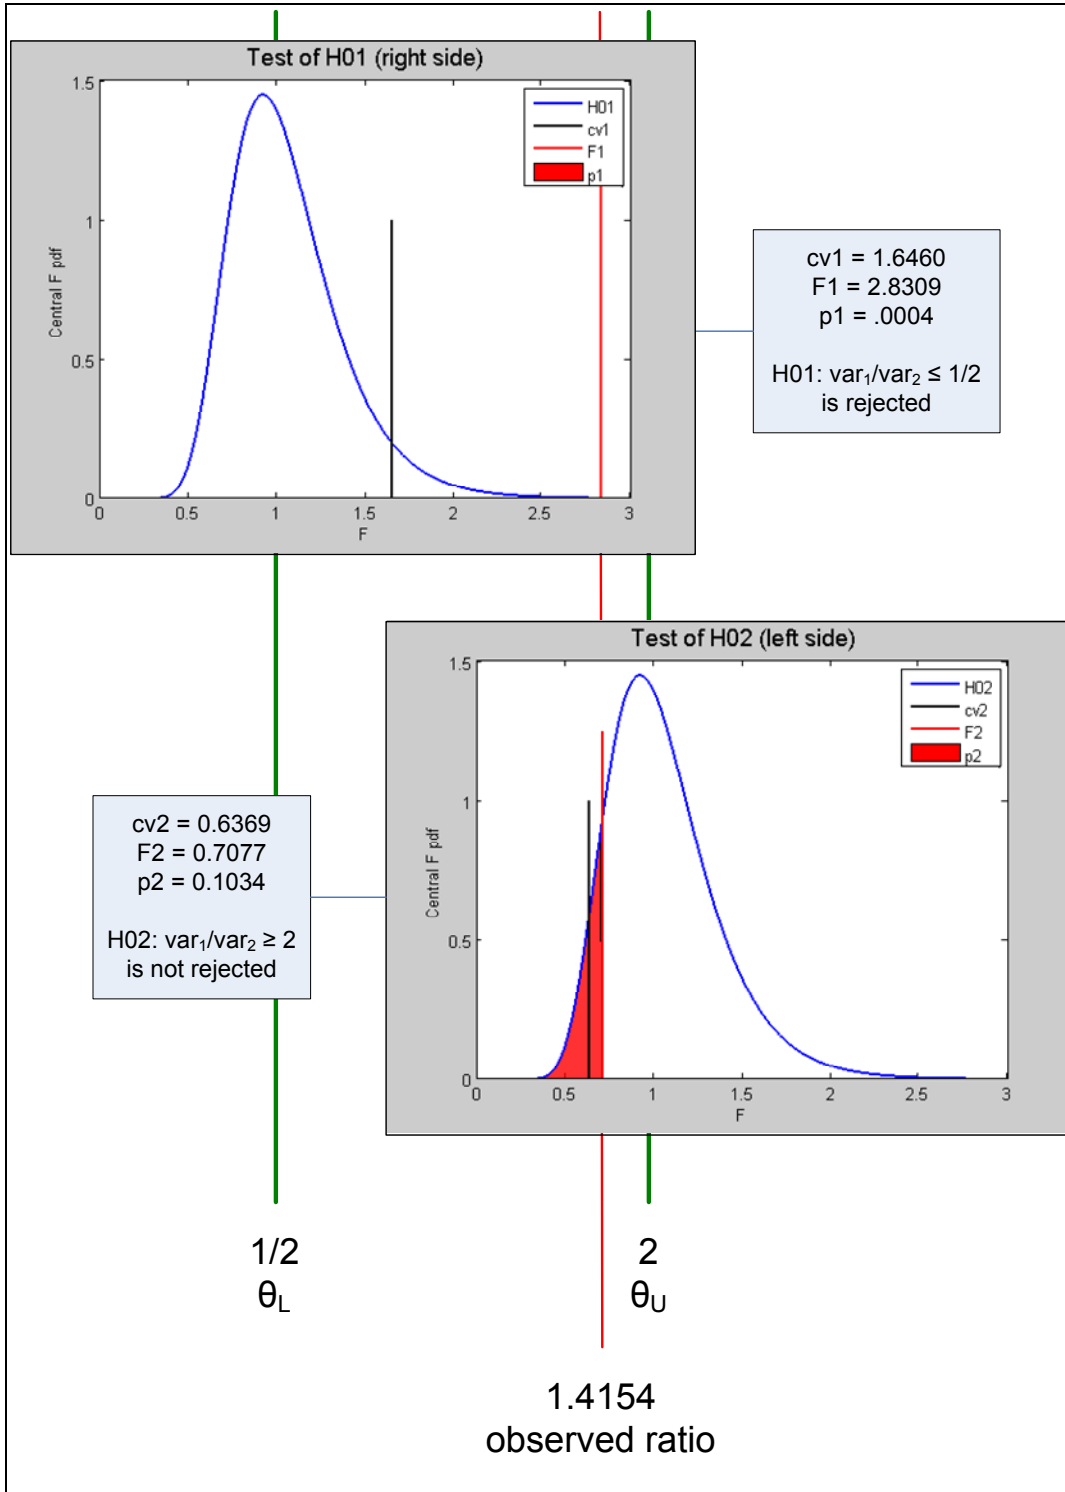 Test of H01 (right side)
H01
cv1
F1
p1
Central F pdf
1.5
1
0.5
0
0 0.5 1 1.5 2 2.5 3
F
cv1 = 1.6460
F1 = 2.8309
p1 = .0004
H01: var₁/var₂ ≤ 1/2
is rejected
Test of H02 (left side)
H02
cv2
F2
p2
Central F pdf
1.5
1
0.5
0
0 0.5 1 1.5 2 2.5 3
F
cv2 = 0.6369
F2 = 0.7077
p2 = 0.1034
H02: var₁/var₂ ≥ 2
is not rejected
1/2
θL
2
θU
1.4154
observed ratio